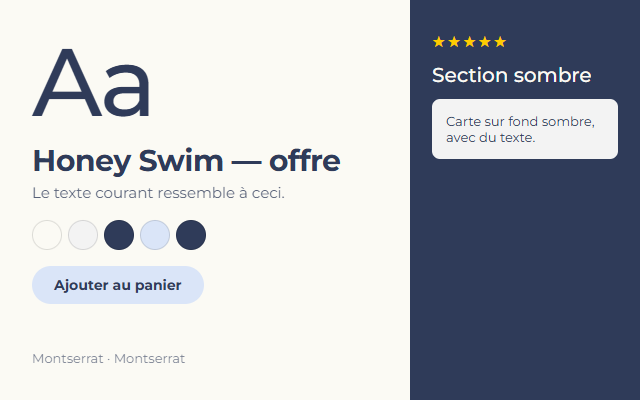 Aa
Honey Swim — offre
Le texte courant ressemble à ceci.
Ajouter au panier
Montserrat · Montserrat
Section sombre
Carte sur fond sombre,
avec du texte.